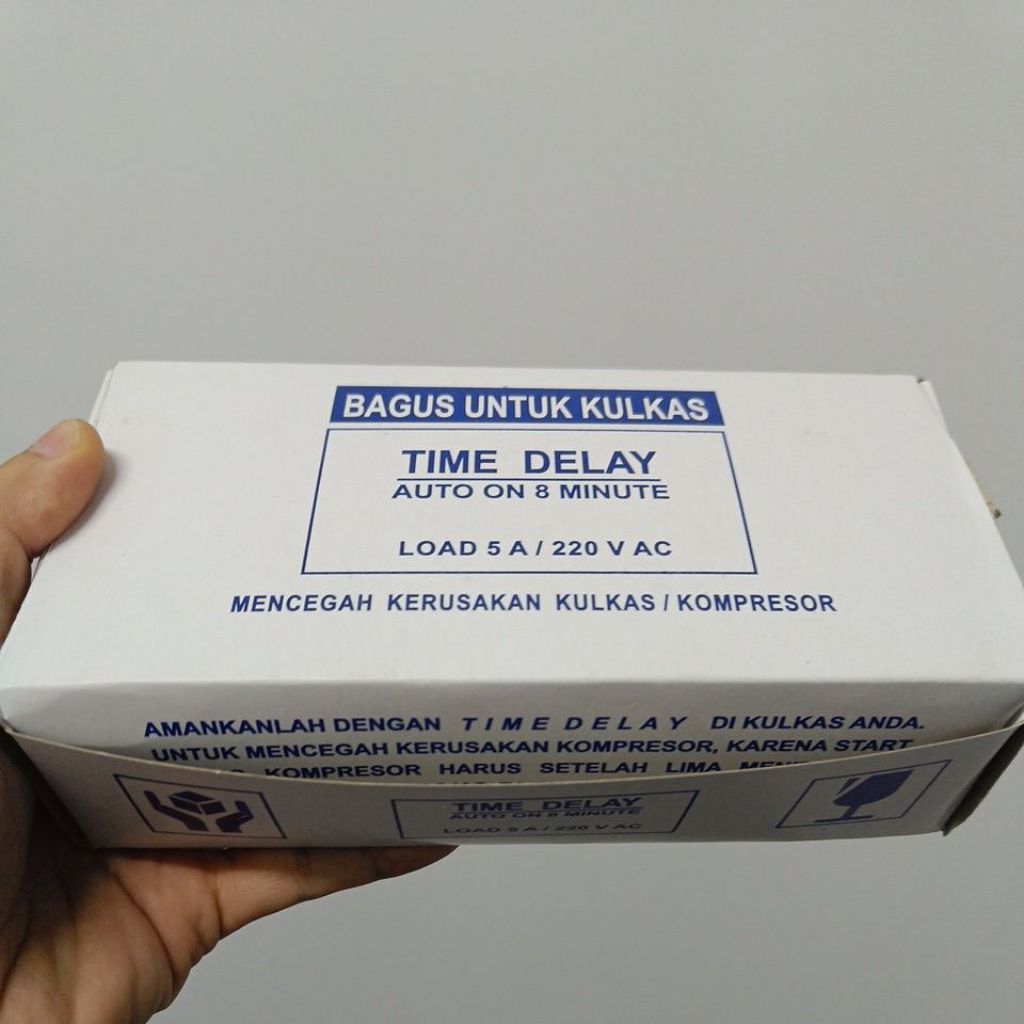 BAGUS UNTUK KULKAS
TIME DELAY
AUTO ON 8 MINUTE
LOAD 5 A / 220 V AC
MENCEGAH KERUSAKAN KULKAS / KOMPRESOR
AMANKANLAH DENGAN TIME DELAY DI KULKAS ANDA.
UNTUK MENCEGAH KERUSAKAN KOMPRESOR, KARENA START
KOMPRESOR HARUS SETELAH LIMA
TIME DELAY
AUTO ON 8 MINUTE
LOAD 5 A / 220 V AC